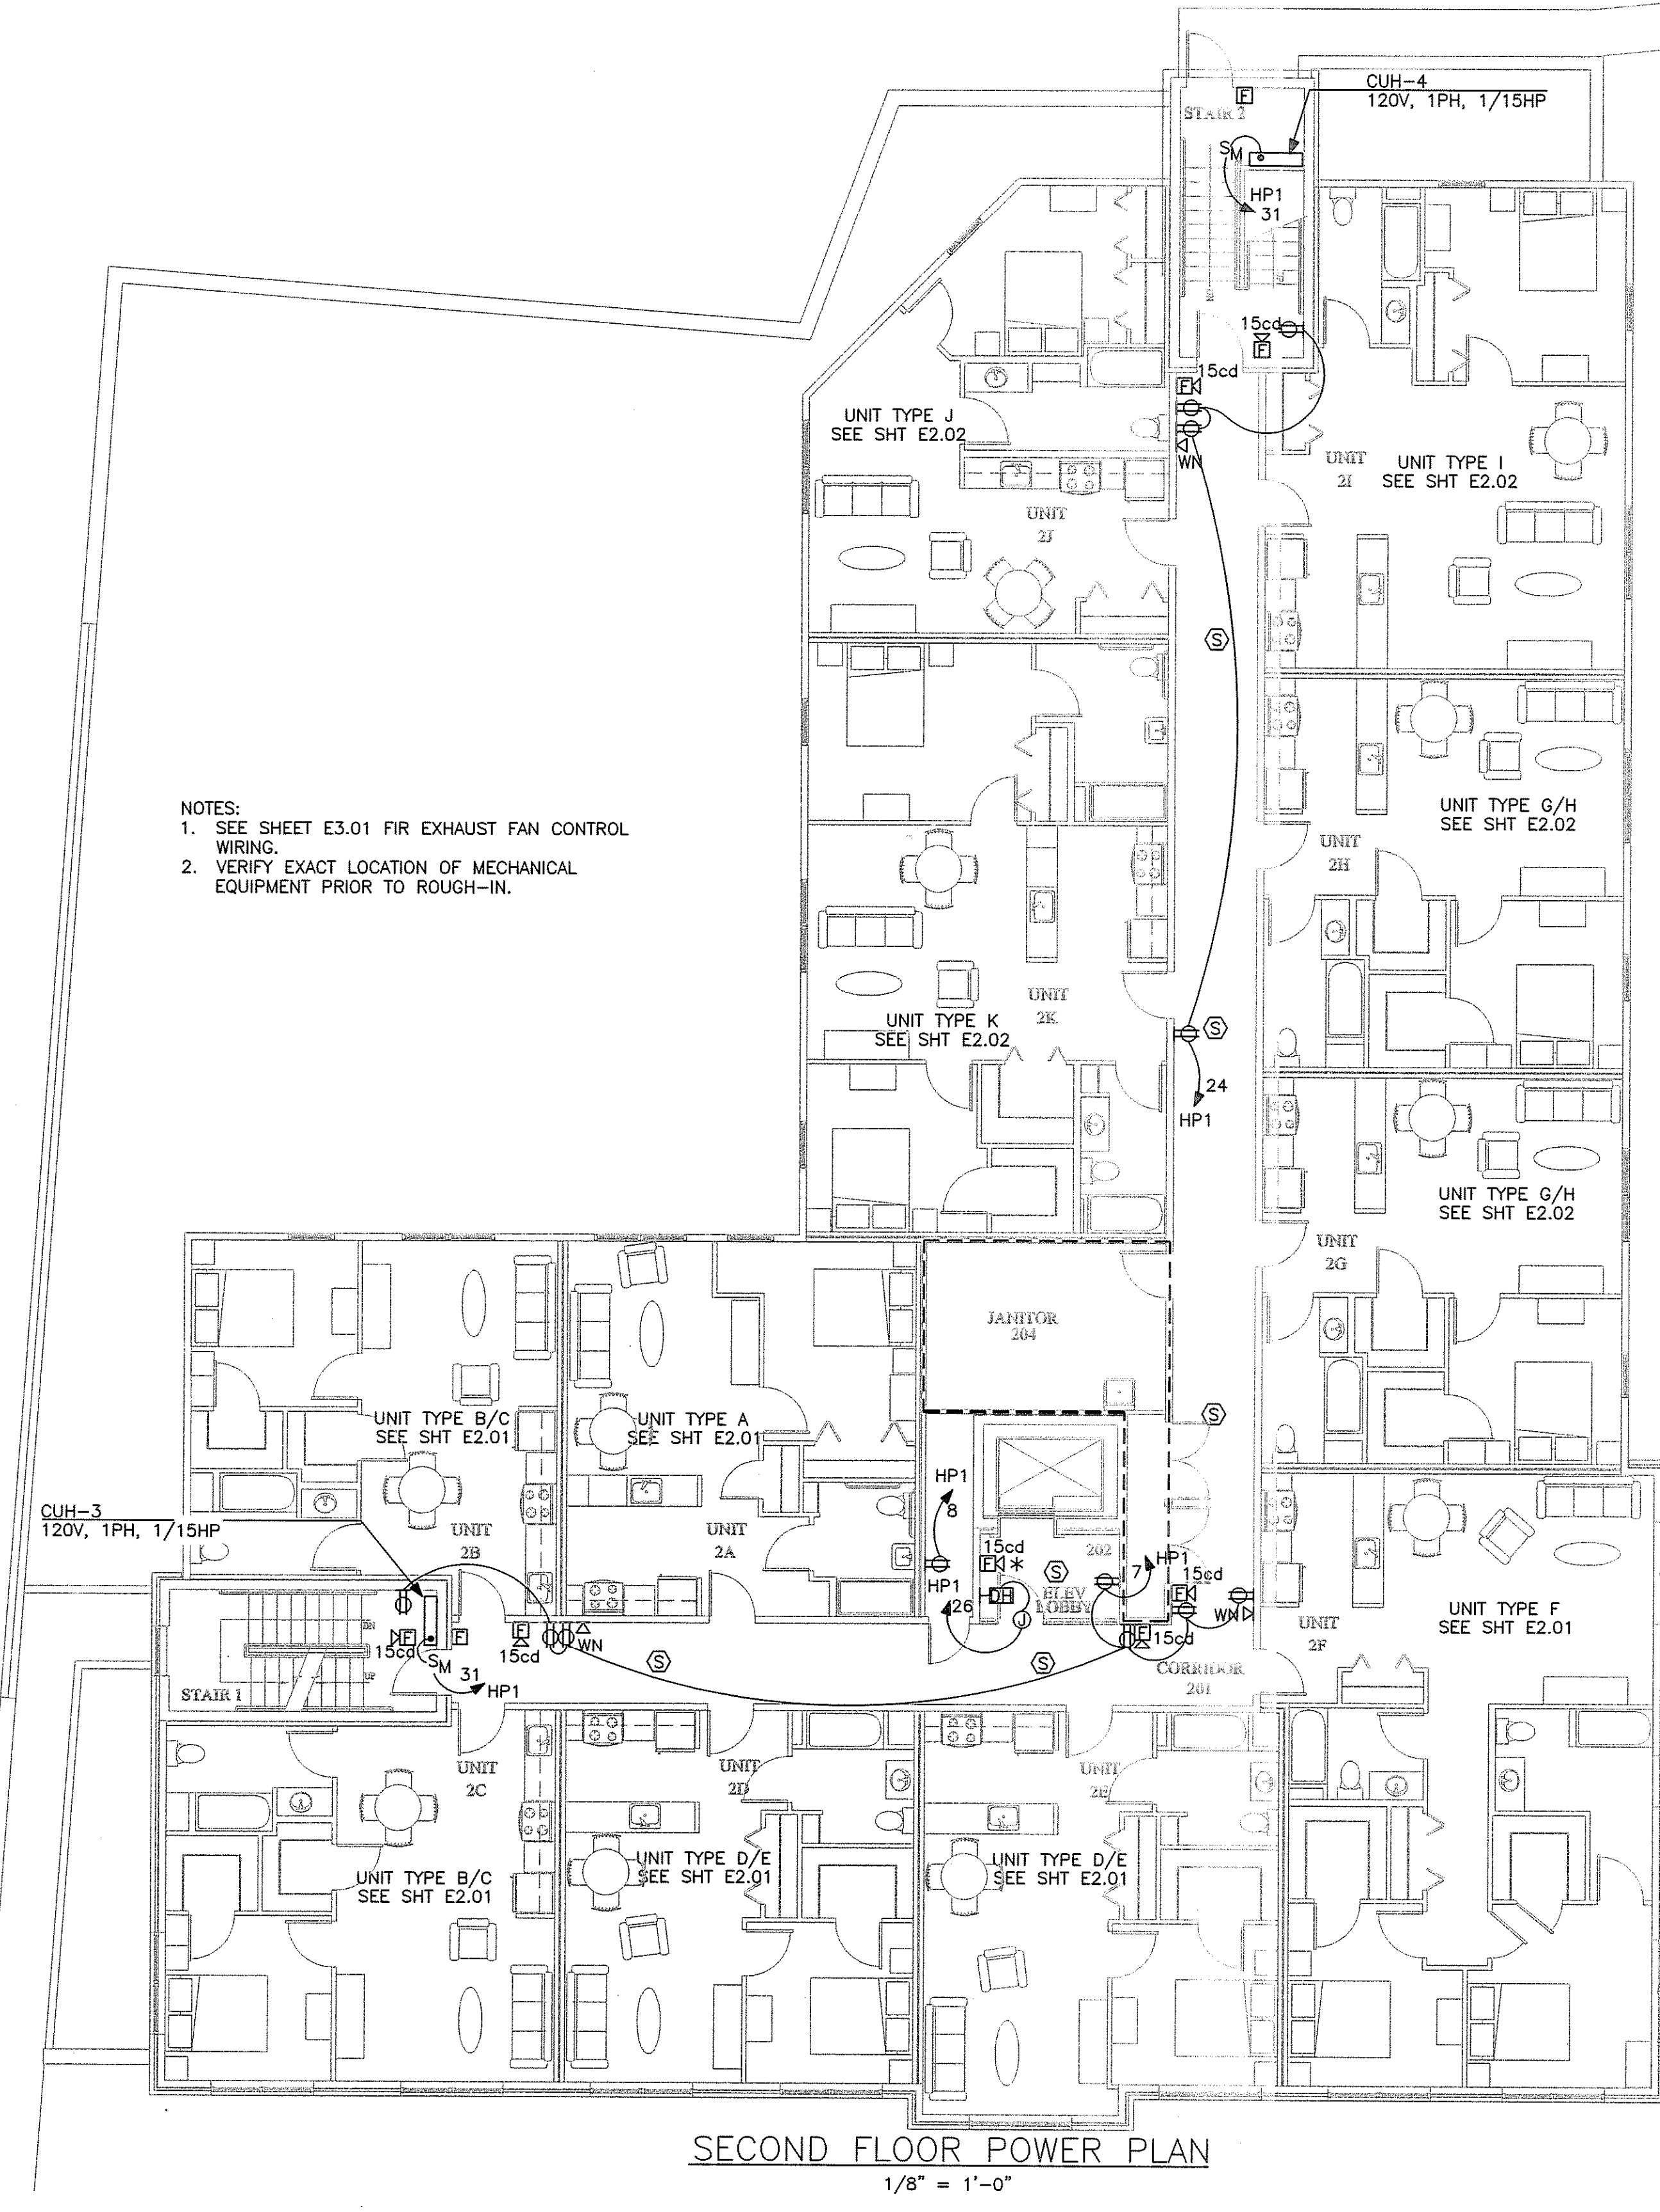 CUH-4
120V, 1PH, 1/15HP
F
STAIR 2
SM
HP1
31
15cd
F
F
15cd
WN
UNIT TYPE J
SEE SHT E2.02
UNIT
2J
UNIT
2I
UNIT TYPE I
SEE SHT E2.02
S
NOTES:
1. SEE SHEET E3.01 FIR EXHAUST FAN CONTROL
WIRING.
2. VERIFY EXACT LOCATION OF MECHANICAL
EQUIPMENT PRIOR TO ROUGH-IN.
UNIT TYPE G/H
SEE SHT E2.02
UNIT
2H
UNIT
2K
UNIT TYPE K
SEE SHT E2.02
S
24
HP1
UNIT TYPE G/H
SEE SHT E2.02
UNIT
2G
JANITOR
204
UNIT TYPE B/C
SEE SHT E2.01
UNIT TYPE A
SEE SHT E2.01
S
CUH-3
120V, 1PH, 1/15HP
UNIT
2B
UNIT
2A
HP1
8
15cd
F *
202
S
HP1
7
HP1
26
DH
J
ELEV
LOBBY
15cd
F
WN
UNIT TYPE F
SEE SHT E2.01
UNIT
2F
DN
UP
F
15cd
F
F
15cd
WN
S
S
F
15cd
SM
31
HP1
STAIR 1
CORRIDOR
201
UNIT
2C
UNIT
2D
UNIT
2E
UNIT TYPE B/C
SEE SHT E2.01
UNIT TYPE D/E
SEE SHT E2.01
UNIT TYPE D/E
SEE SHT E2.01
SECOND FLOOR POWER PLAN
1/8" = 1'-0"